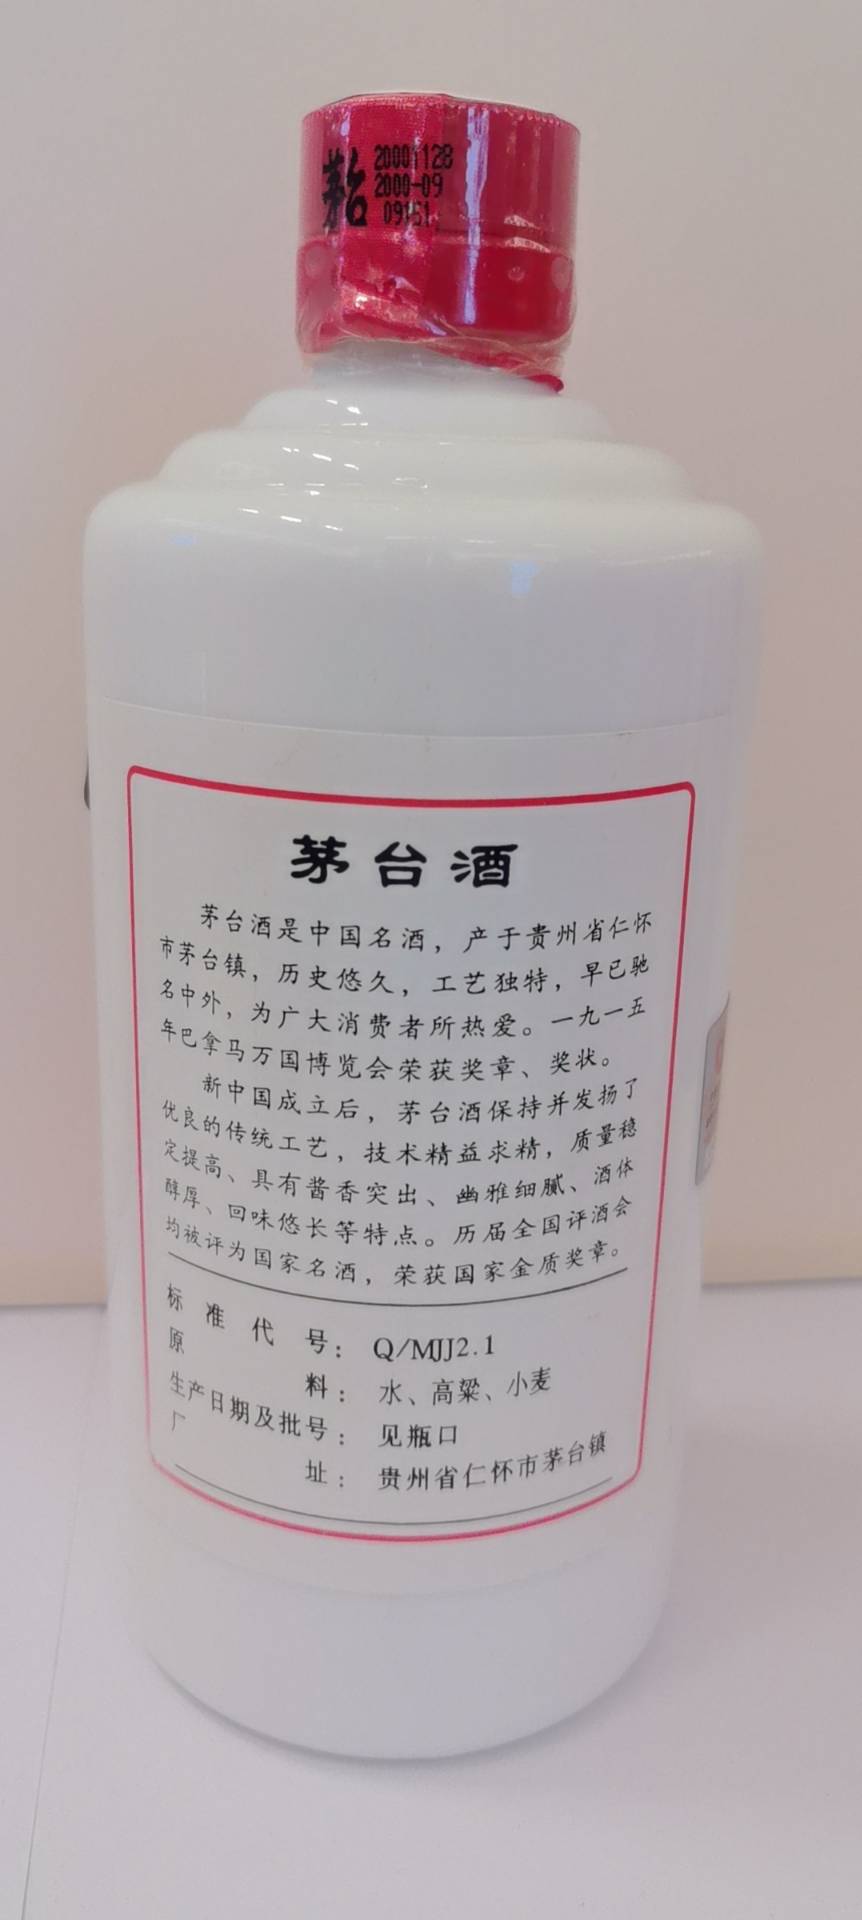 茅台
20001128
2000-09
09151
茅台酒
茅台酒是中国名酒，产于贵州省仁怀
市茅台镇，历史悠久，工艺独特，早已驰
名中外，为广大消费者所热爱。一九一五
年巴拿马万国博览会荣获奖章、奖状。
新中国成立后，茅台酒保持并发扬了
优良的传统工艺，技术精益求精，质量稳
定提高、具有酱香突出、幽雅细腻、酒体
醇厚、回味悠长等特点。历届全国评酒会
均被评为国家名酒，荣获国家金质奖章。
标准代号：Q/MJJ2.1
原料：水、高粱、小麦
生产日期及批号：见瓶口
厂址：贵州省仁怀市茅台镇